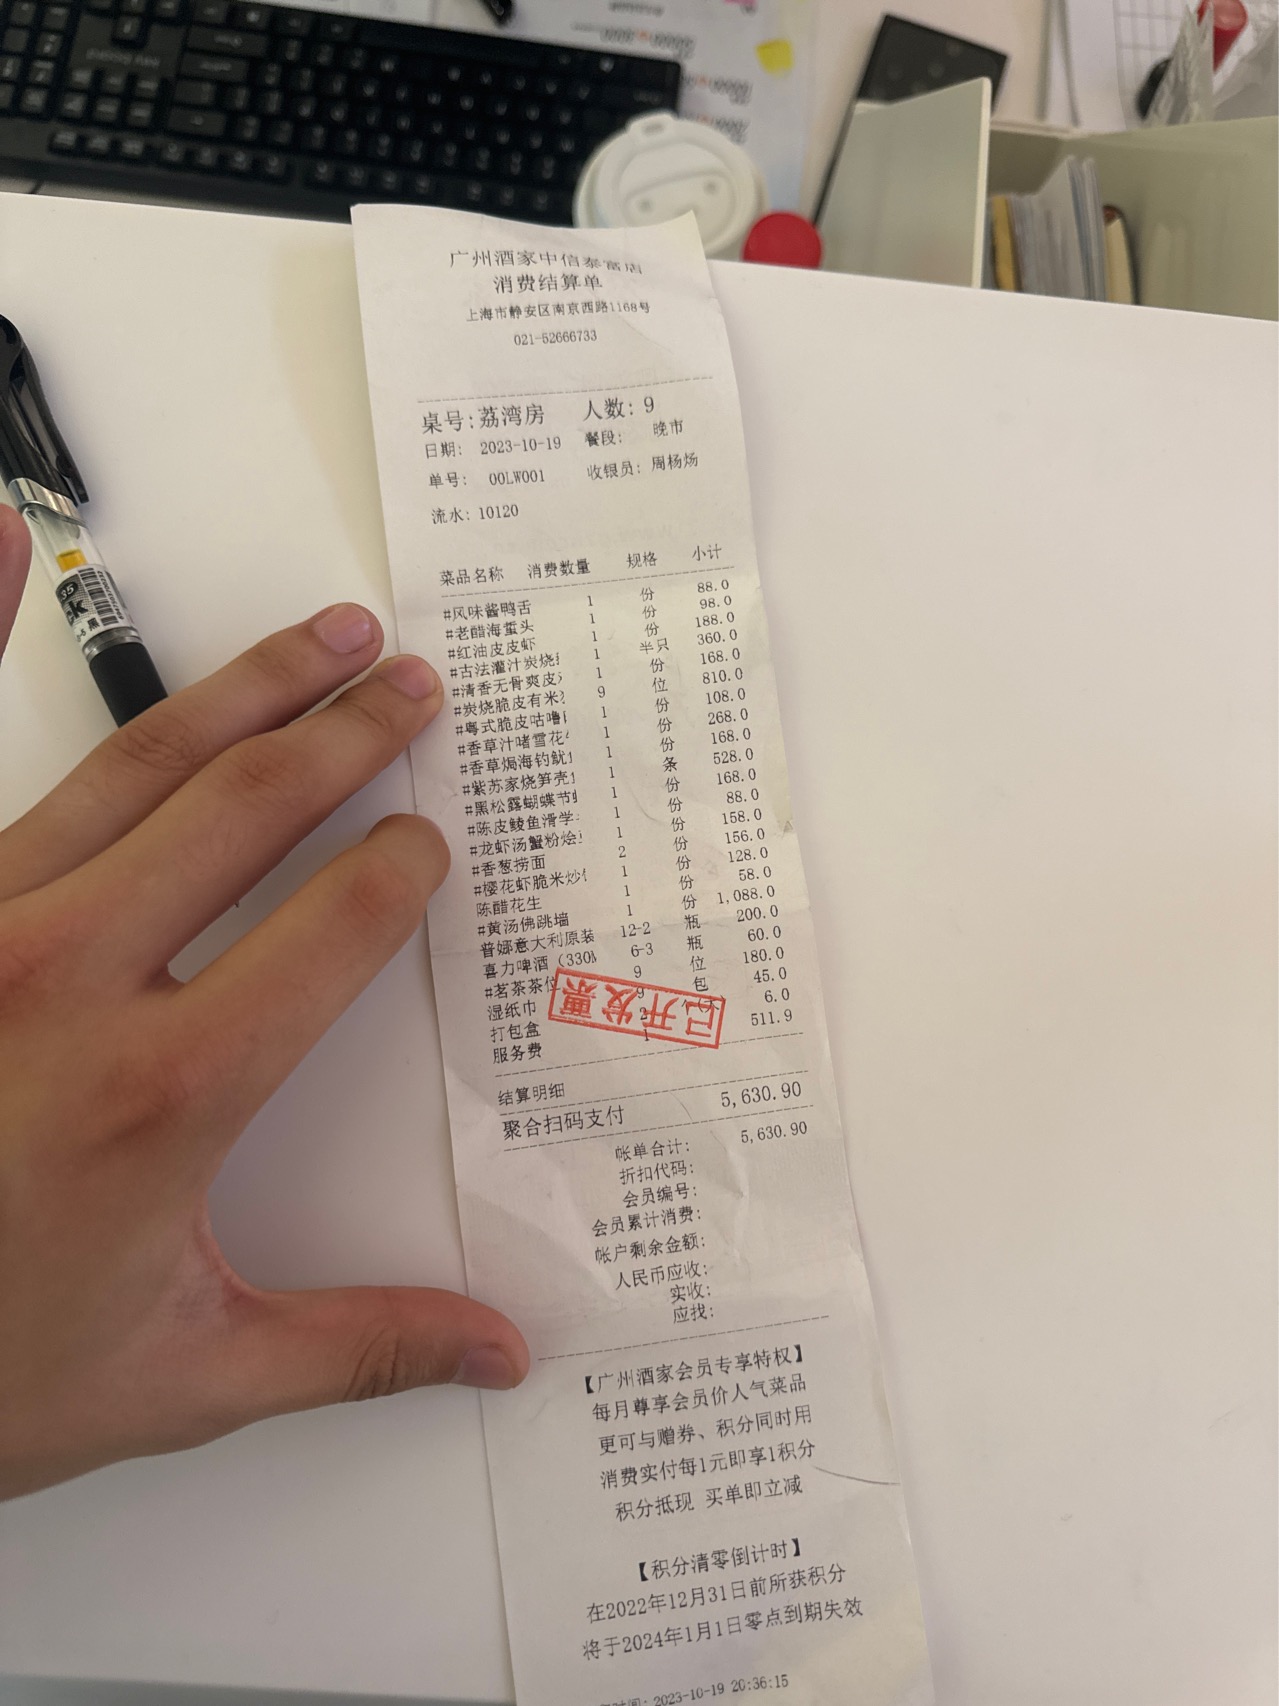 广州酒家中信泰富店
消费结算单
上海市静安区南京西路1168号
021-52666733
桌号:荔湾房 人数: 9
日期: 2023-10-19 餐段: 晚市
单号: 00LW001 收银员: 周杨炀
流水: 10120
菜品名称 消费数量 规格 小计
#风味酱鸭舌 1 份 88.0
#老醋海蜇头 1 份 98.0
#红油皮皮虾 1 份 188.0
#古法灌汁炭烧 1 半只 360.0
#清香无骨爽皮 1 份 168.0
#炭烧脆皮有米 9 位 810.0
#粤式脆皮咕噜 1 份 108.0
#香草汁啫雪花 1 份 268.0
#香草焗海钓鱿 1 份 168.0
#紫苏家烧笋壳 1 条 528.0
#黑松露蝴蝶节 1 份 168.0
#陈皮鲮鱼滑学 1 份 88.0
#龙虾汤蟹粉烩 1 份 158.0
#香葱捞面 2 份 156.0
#樱花虾脆米炒 1 份 128.0
陈醋花生 1 份 58.0
#黄汤佛跳墙 1 份 1,088.0
普娜意大利原装 12-2 瓶 200.0
喜力啤酒（330 6-3 瓶 60.0
#茗茶茶位 9 位 180.0
湿纸巾 9 包 45.0
打包盒 2 6.0
服务费 1 511.9
已开发票
结算明细
聚合扫码支付 5,630.90
帐单合计: 5,630.90
折扣代码:
会员编号:
会员累计消费:
帐户剩余金额:
人民币应收:
实收:
应找:
【广州酒家会员专享特权】
每月尊享会员价人气菜品
更可与赠券、积分同时用
消费实付每1元即享1积分
积分抵现 买单即立减
【积分清零倒计时】
在2022年12月31日前所获积分
将于2024年1月1日零点到期失效
时间: 2023-10-19 20:36:15